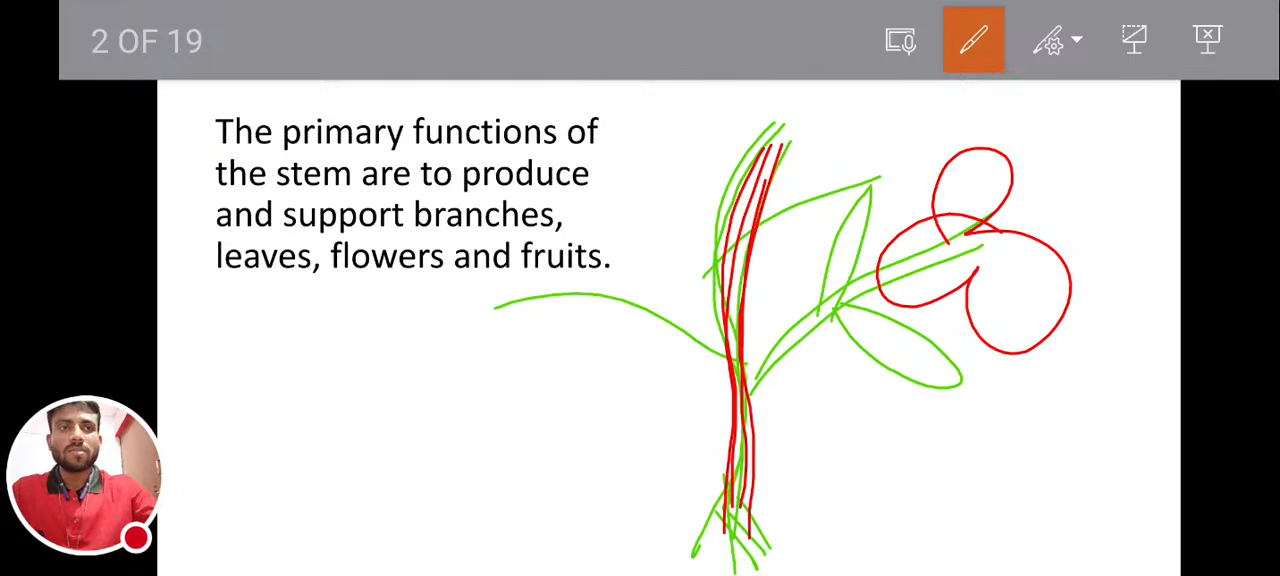 2 OF 19
The primary functions of
the stem are to produce
and support branches,
leaves, flowers and fruits.